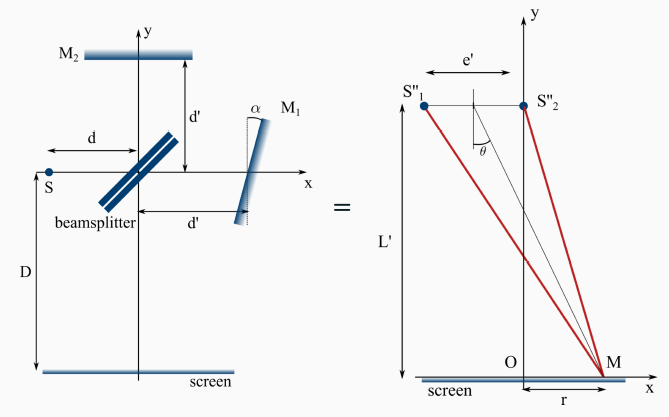 y
M₂
α
M₁
d'
d
S
x
beamsplitter
d'
D
screen
=
y
e'
S"₁
S"₂
θ
L'
O
M
screen
x
r